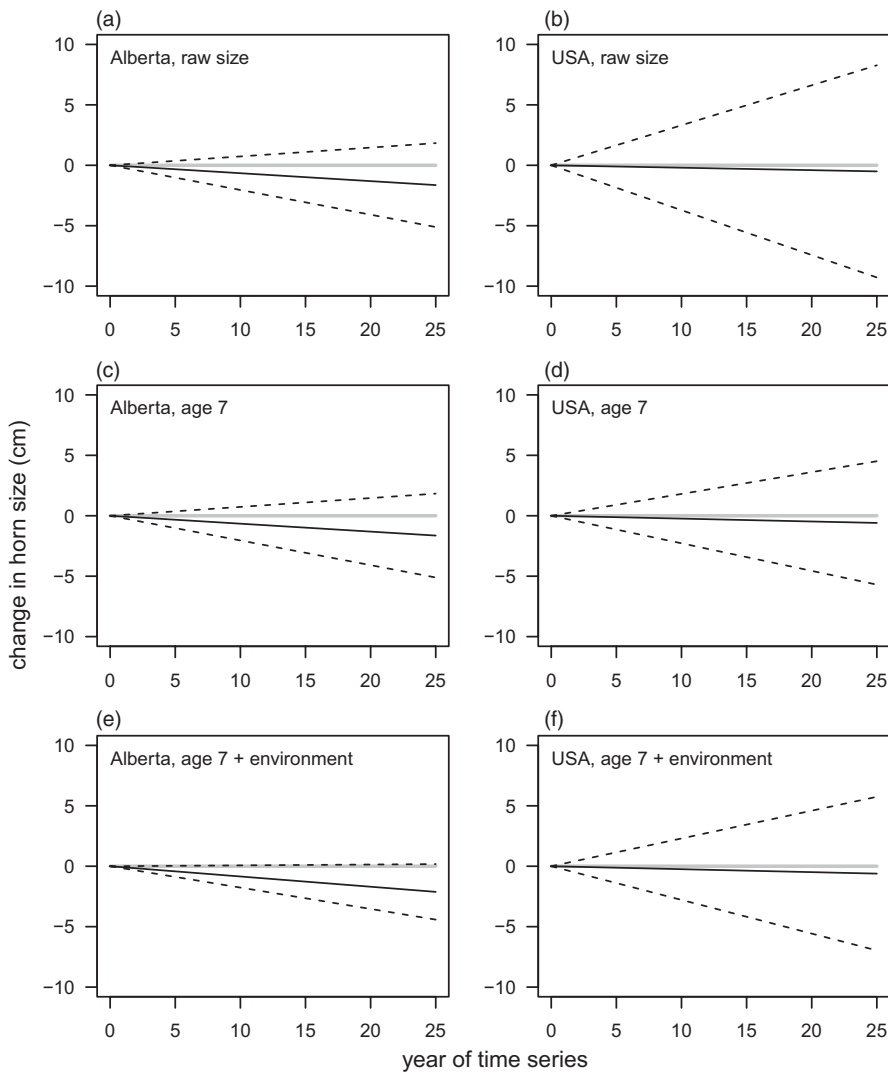 (a)
Alberta, raw size
10
5
0
−5
−10
0 5 10 15 20 25
(b)
USA, raw size
10
5
0
−5
−10
0 5 10 15 20 25
(c)
Alberta, age 7
10
5
0
−5
−10
0 5 10 15 20 25
(d)
USA, age 7
10
5
0
−5
−10
0 5 10 15 20 25
(e)
Alberta, age 7 + environment
10
5
0
−5
−10
0 5 10 15 20 25
(f)
USA, age 7 + environment
10
5
0
−5
−10
0 5 10 15 20 25
change in horn size (cm)
year of time series